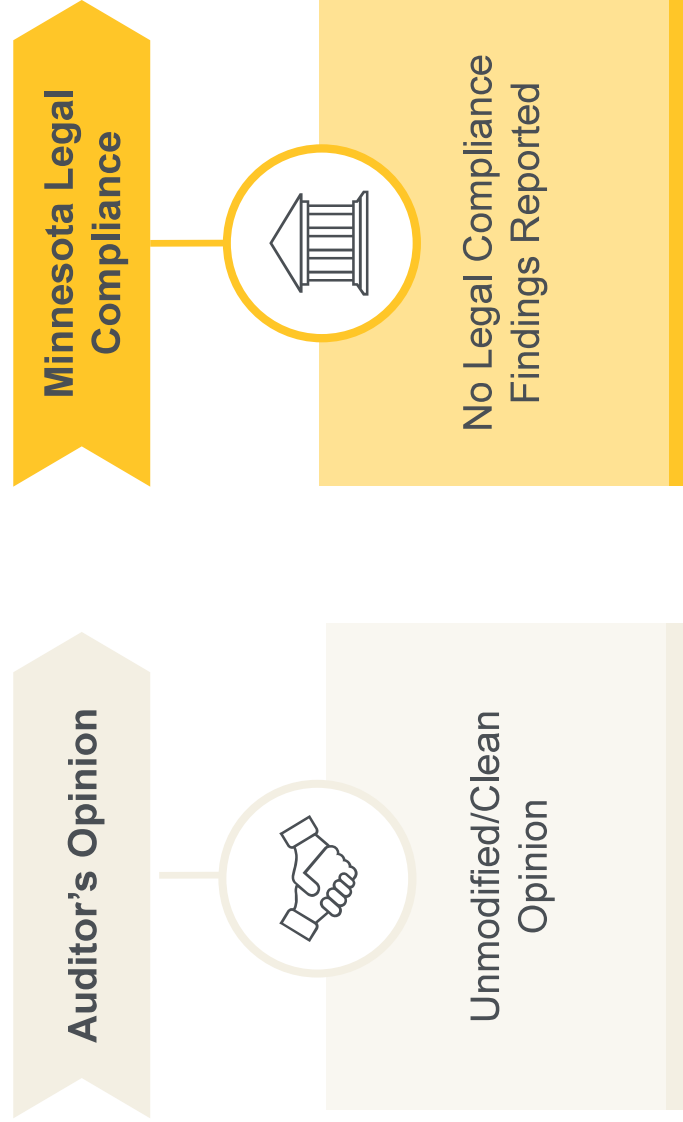 Auditor’s Opinion
Unmodified/Clean
Opinion
Minnesota Legal
Compliance
No Legal Compliance
Findings Reported